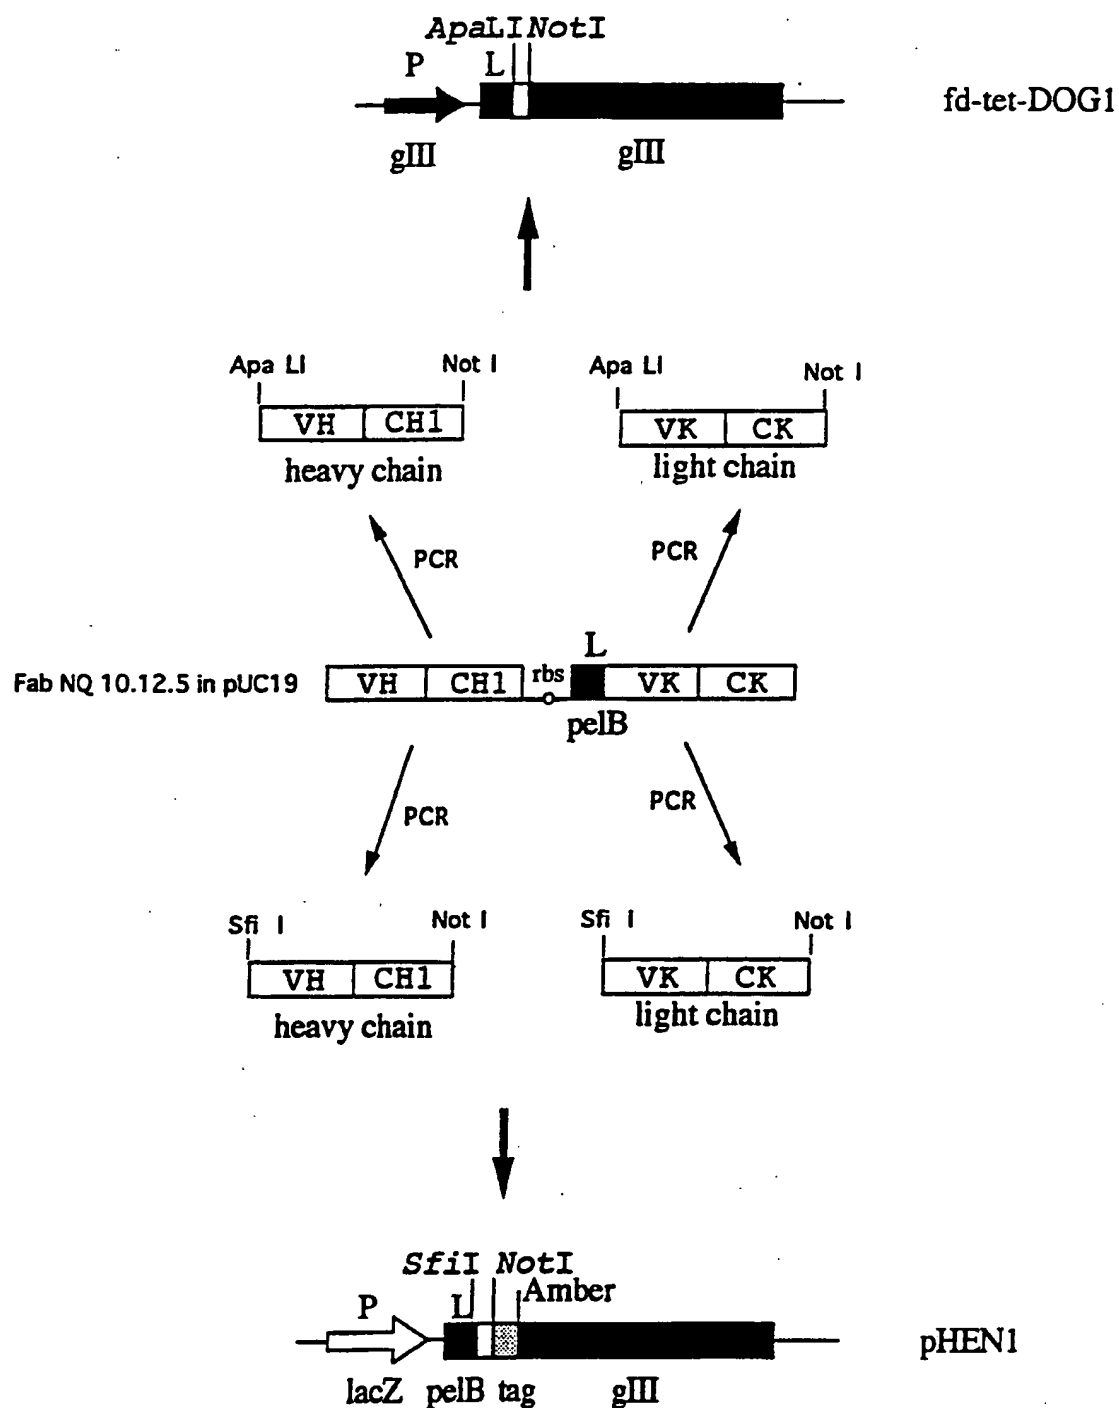 ApaLI NotI
P L
fd-tet-DOG1
gIII gIII
Apa LI Not I Apa LI Not I
VH CH1 VK CK
heavy chain light chain
PCR PCR
L
Fab NQ 10.12.5 in pUC19 VH CH1 rbs VK CK
pelB
PCR PCR
Sfi I Not I Sfi I Not I
VH CH1 VK CK
heavy chain light chain
SfiI NotI
P L Amber
pHEN1
lacZ pelB tag gIII